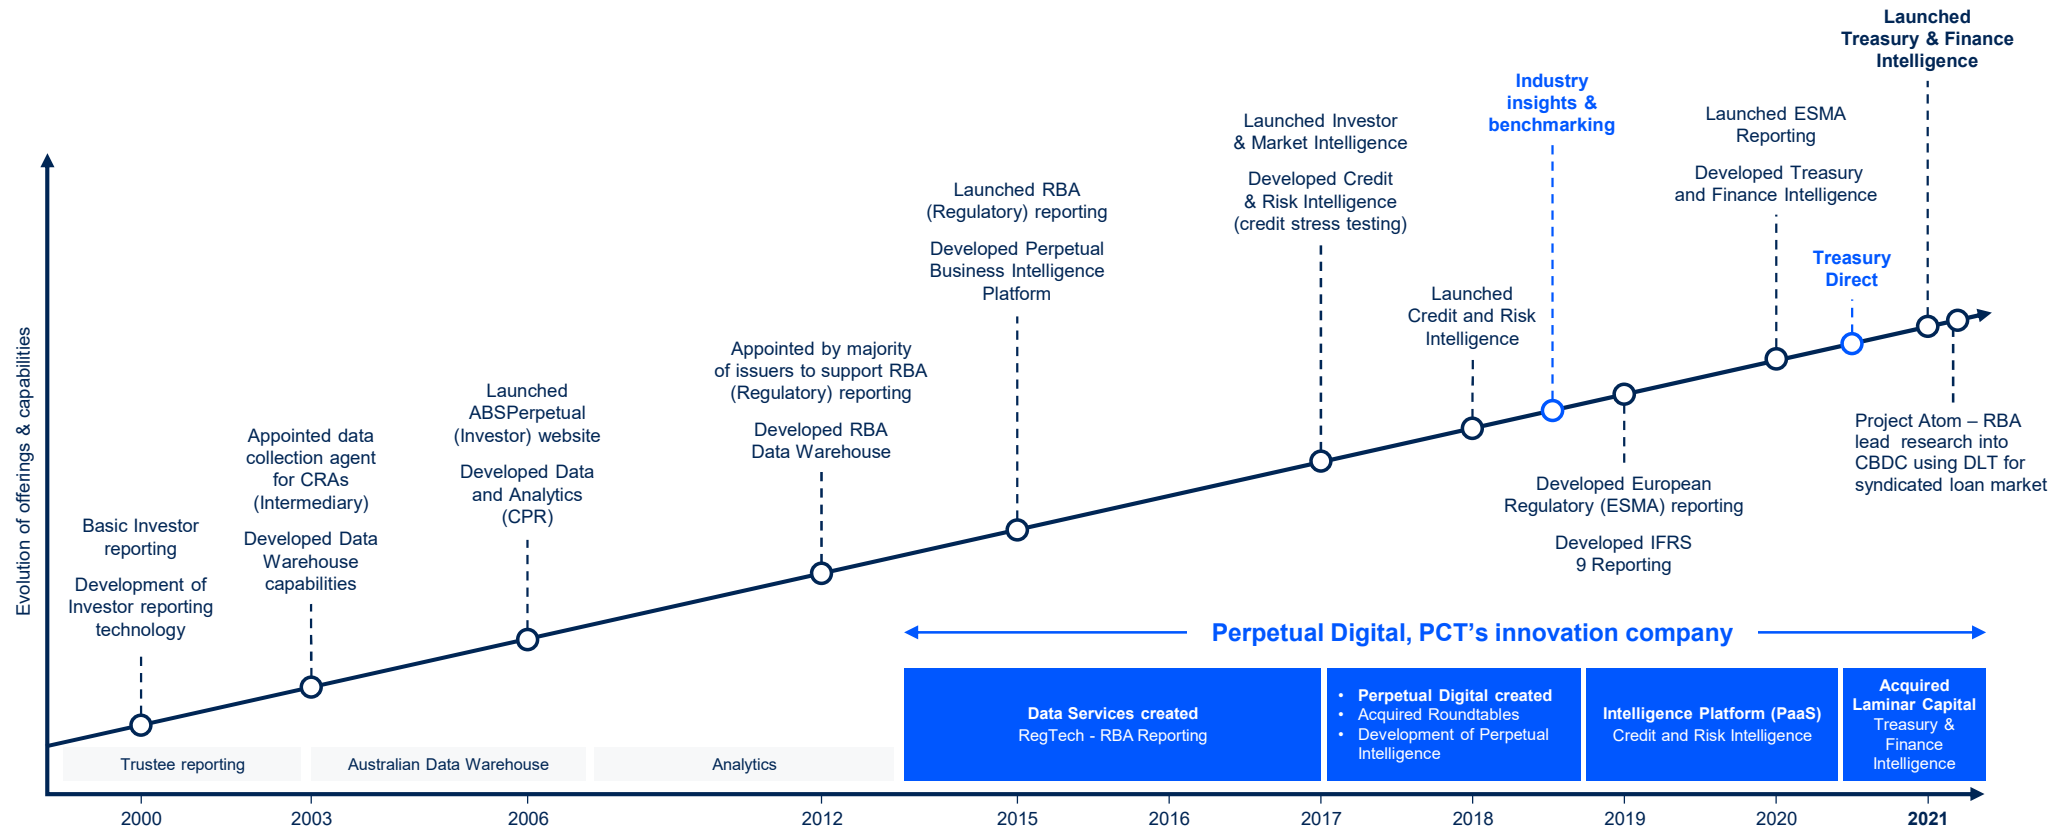 Evolution of offerings & capabilities
Basic Investor
reporting
Development of
Investor reporting
technology
Appointed data
collection agent
for CRAs
(Intermediary)
Developed Data
Warehouse
capabilities
Launched
ABSPerpetual
(Investor) website
Developed Data
and Analytics
(CPR)
Appointed by majority
of issuers to support RBA
(Regulatory) reporting
Developed RBA
Data Warehouse
Launched RBA
(Regulatory) reporting
Developed Perpetual
Business Intelligence
Platform
Launched Investor
& Market Intelligence
Developed Credit
& Risk Intelligence
(credit stress testing)
Launched
Credit and Risk
Intelligence
Industry
insights &
benchmarking
Developed European
Regulatory (ESMA) reporting
Developed IFRS
9 Reporting
Launched ESMA
Reporting
Developed Treasury
and Finance Intelligence
Treasury
Direct
Launched
Treasury & Finance
Intelligence
Project Atom – RBA
lead research into
CBDC using DLT for
syndicated loan market
Perpetual Digital, PCT’s innovation company
Trustee reporting
Australian Data Warehouse
Analytics
Data Services created
RegTech - RBA Reporting
• Perpetual Digital created
• Acquired Roundtables
• Development of Perpetual
Intelligence
Intelligence Platform (PaaS)
Credit and Risk Intelligence
Acquired
Laminar Capital
Treasury &
Finance
Intelligence
2000 2003 2006 2012 2015 2016 2017 2018 2019 2020 2021